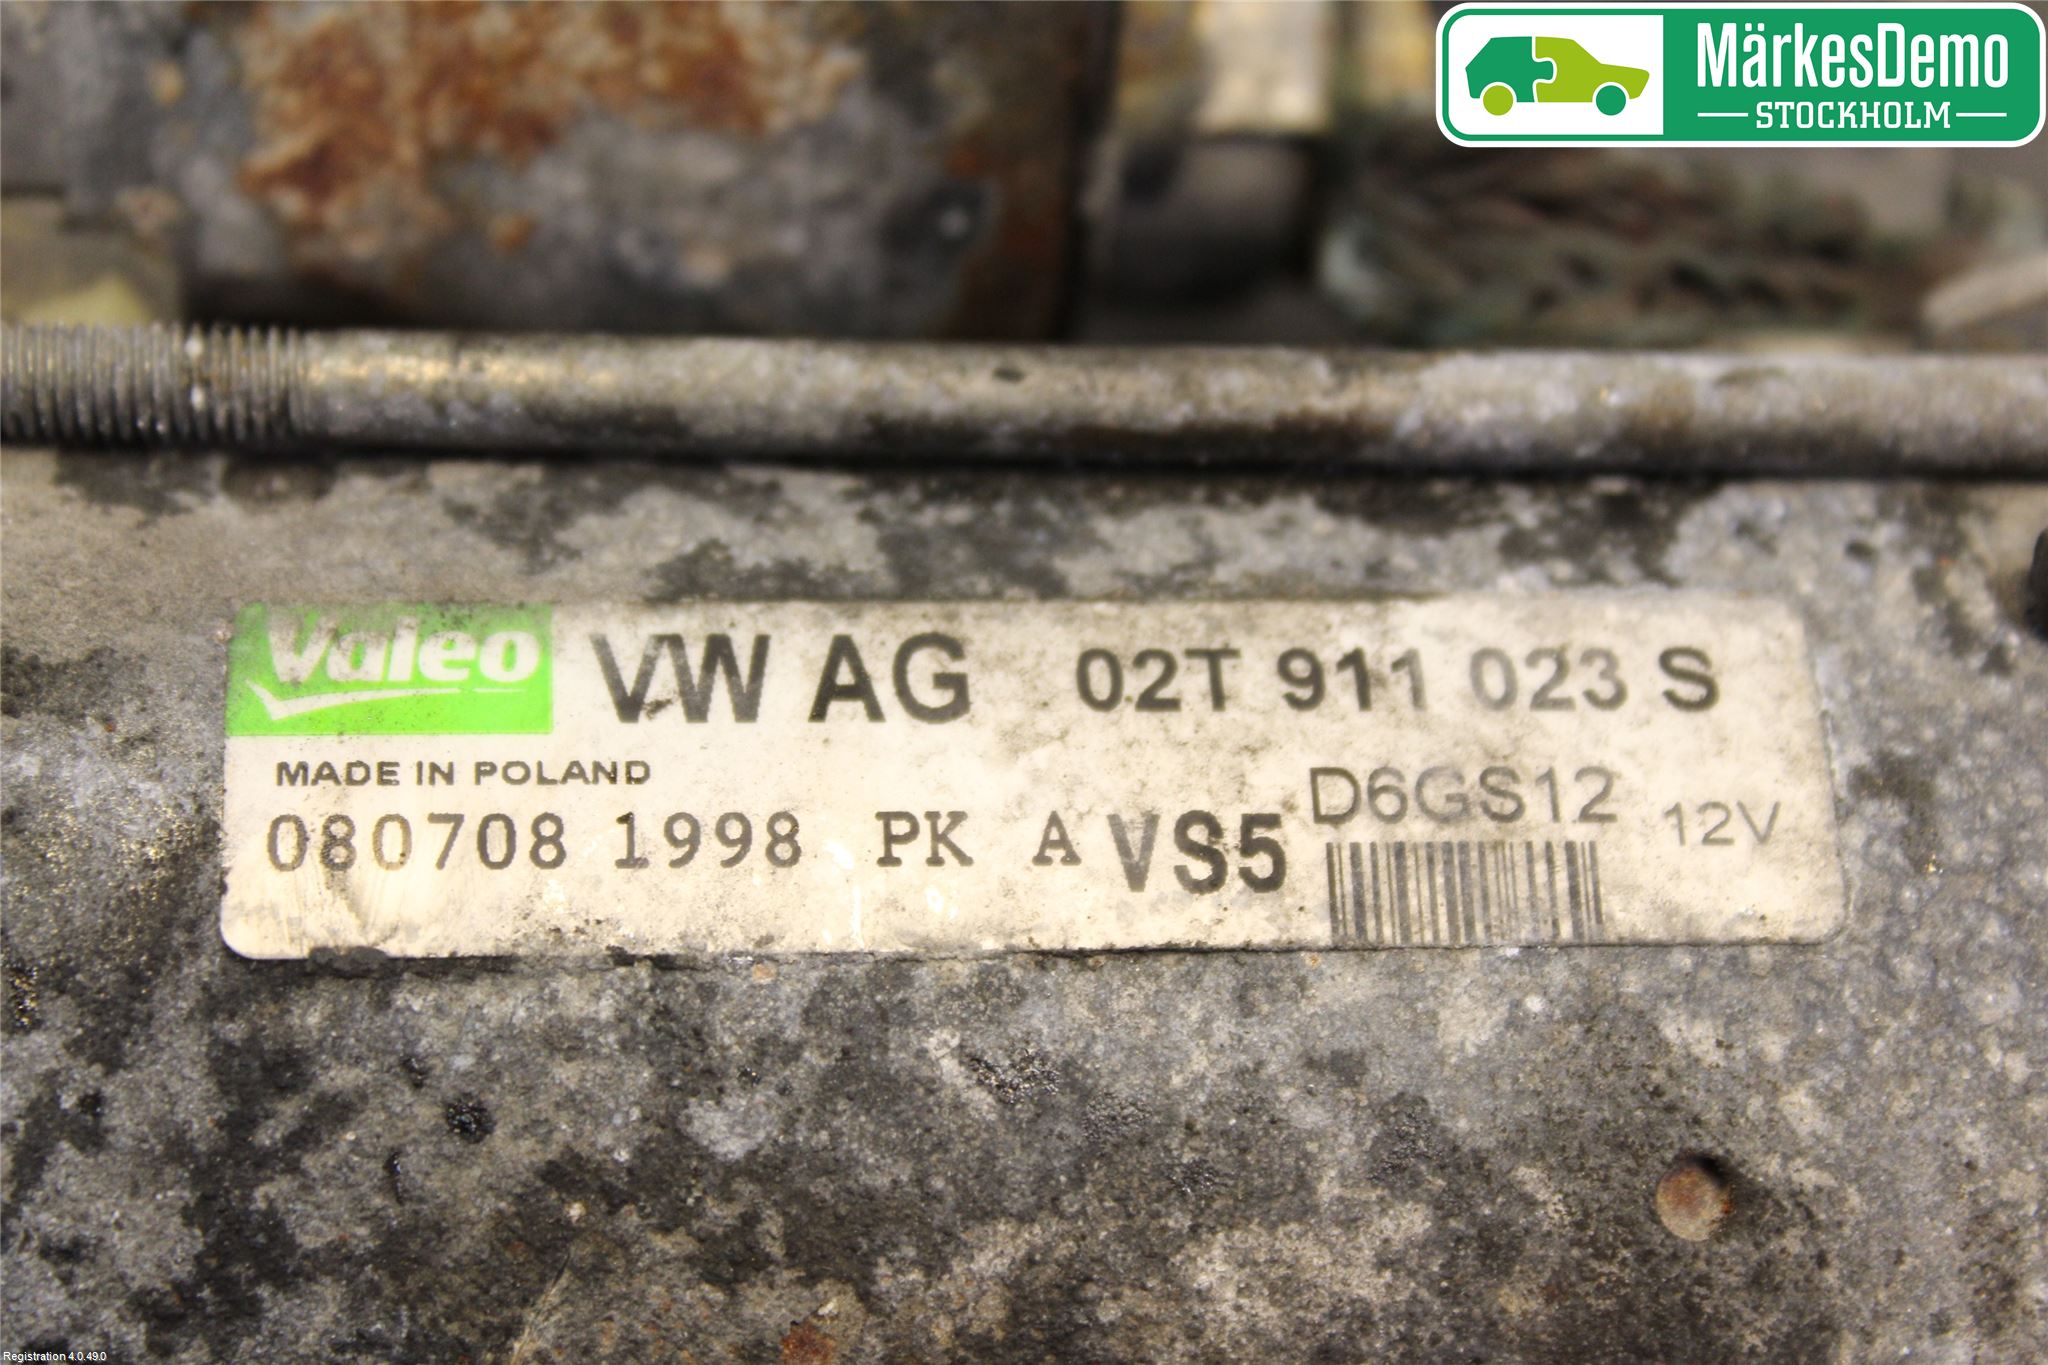 MärkesDemo
STOCKHOLM
Valeo VW AG 02T 911 023 S
MADE IN POLAND
D6GS12 12V
080708 1998 PK A VS5
Registration 4.0.49.0